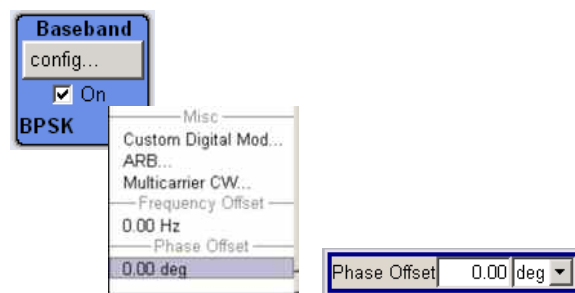 Baseband
config...
On
BPSK
Misc
Custom Digital Mod...
ARB...
Multicarrier CW...
Frequency Offset
0.00 Hz
Phase Offset
0.00 deg
Phase Offset 0.00 deg